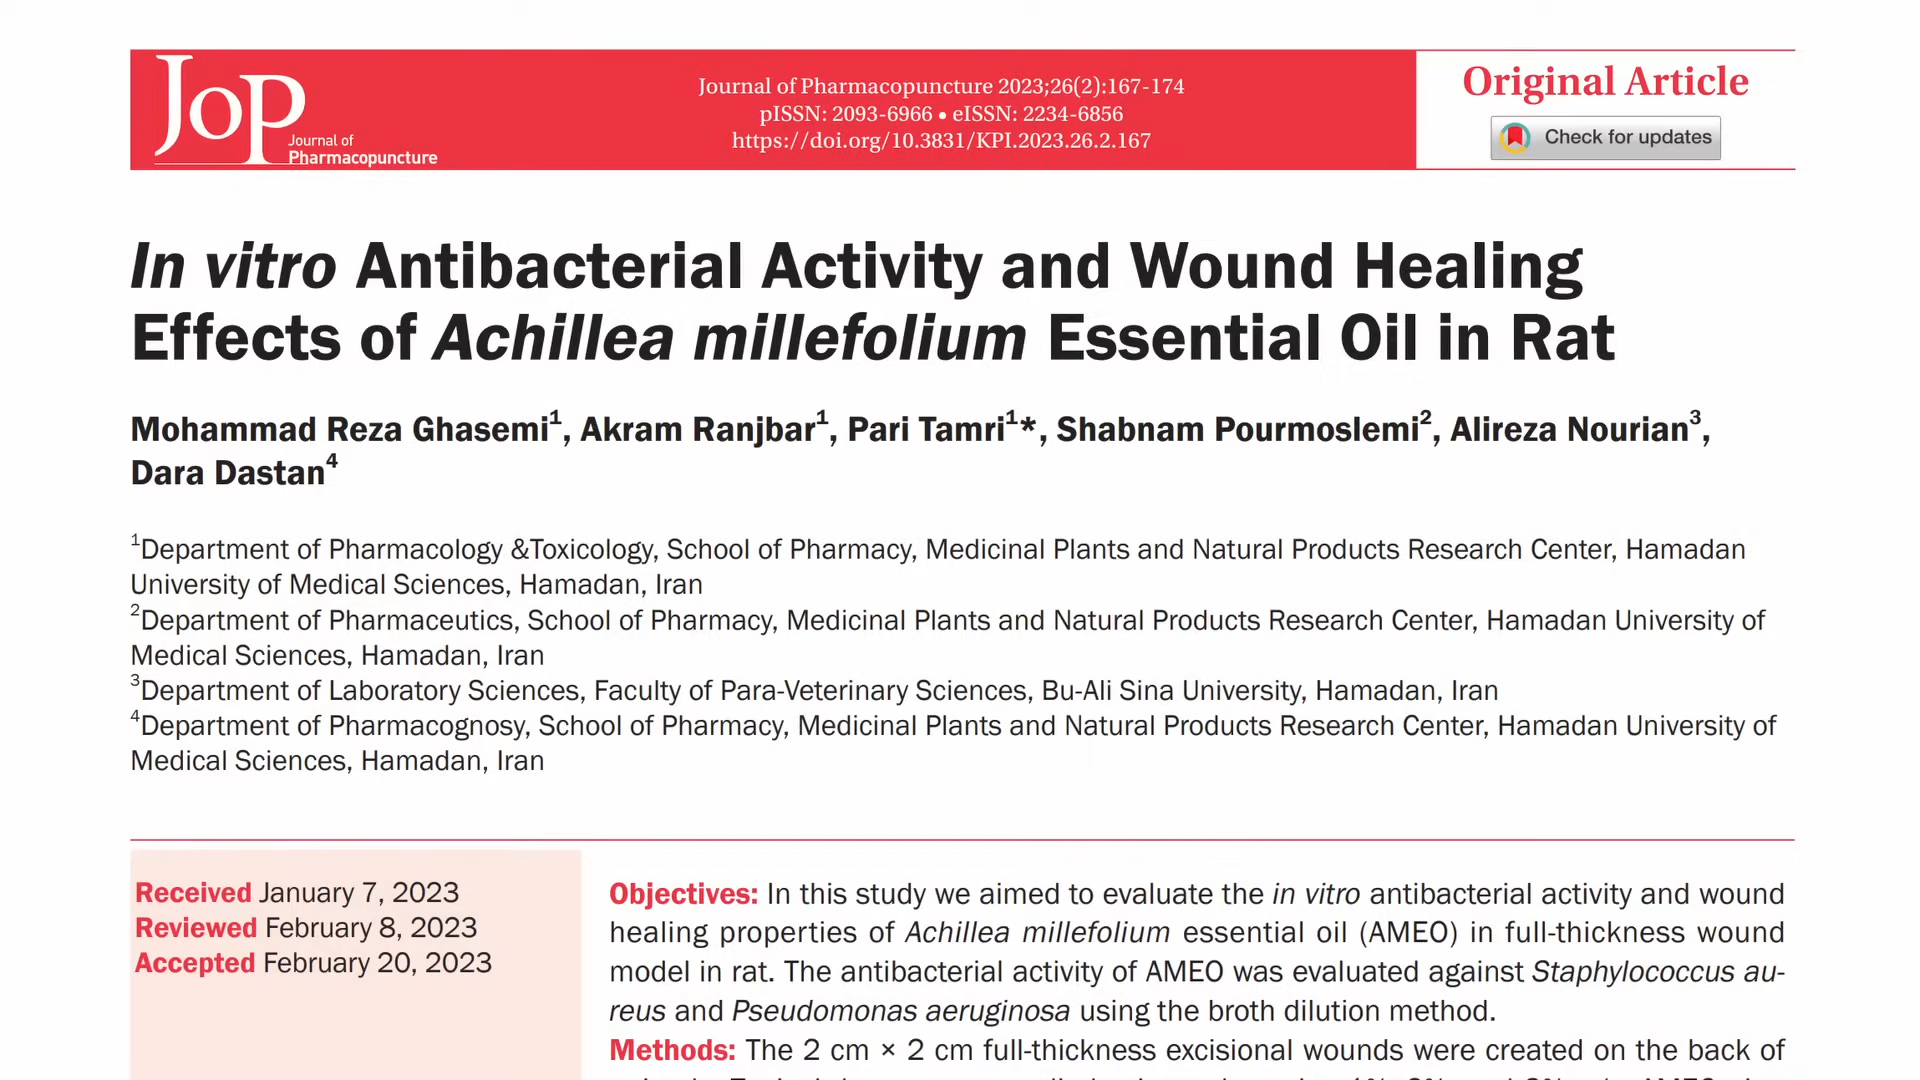 JoP
Journal of
Pharmacopuncture
Journal of Pharmacopuncture 2023;26(2):167-174
pISSN: 2093-6966 • eISSN: 2234-6856
https://doi.org/10.3831/KPI.2023.26.2.167
Original Article
Check for updates
In vitro Antibacterial Activity and Wound Healing
Effects of Achillea millefolium Essential Oil in Rat
Mohammad Reza Ghasemi1, Akram Ranjbar1, Pari Tamri1*, Shabnam Pourmoslemi2, Alireza Nourian3,
Dara Dastan4
1Department of Pharmacology &Toxicology, School of Pharmacy, Medicinal Plants and Natural Products Research Center, Hamadan
University of Medical Sciences, Hamadan, Iran
2Department of Pharmaceutics, School of Pharmacy, Medicinal Plants and Natural Products Research Center, Hamadan University of
Medical Sciences, Hamadan, Iran
3Department of Laboratory Sciences, Faculty of Para-Veterinary Sciences, Bu-Ali Sina University, Hamadan, Iran
4Department of Pharmacognosy, School of Pharmacy, Medicinal Plants and Natural Products Research Center, Hamadan University of
Medical Sciences, Hamadan, Iran
Received January 7, 2023
Reviewed February 8, 2023
Accepted February 20, 2023
Objectives: In this study we aimed to evaluate the in vitro antibacterial activity and wound
healing properties of Achillea millefolium essential oil (AMEO) in full-thickness wound
model in rat. The antibacterial activity of AMEO was evaluated against Staphylococcus au-
reus and Pseudomonas aeruginosa using the broth dilution method.
Methods: The 2 cm × 2 cm full-thickness excisional wounds were created on the back of